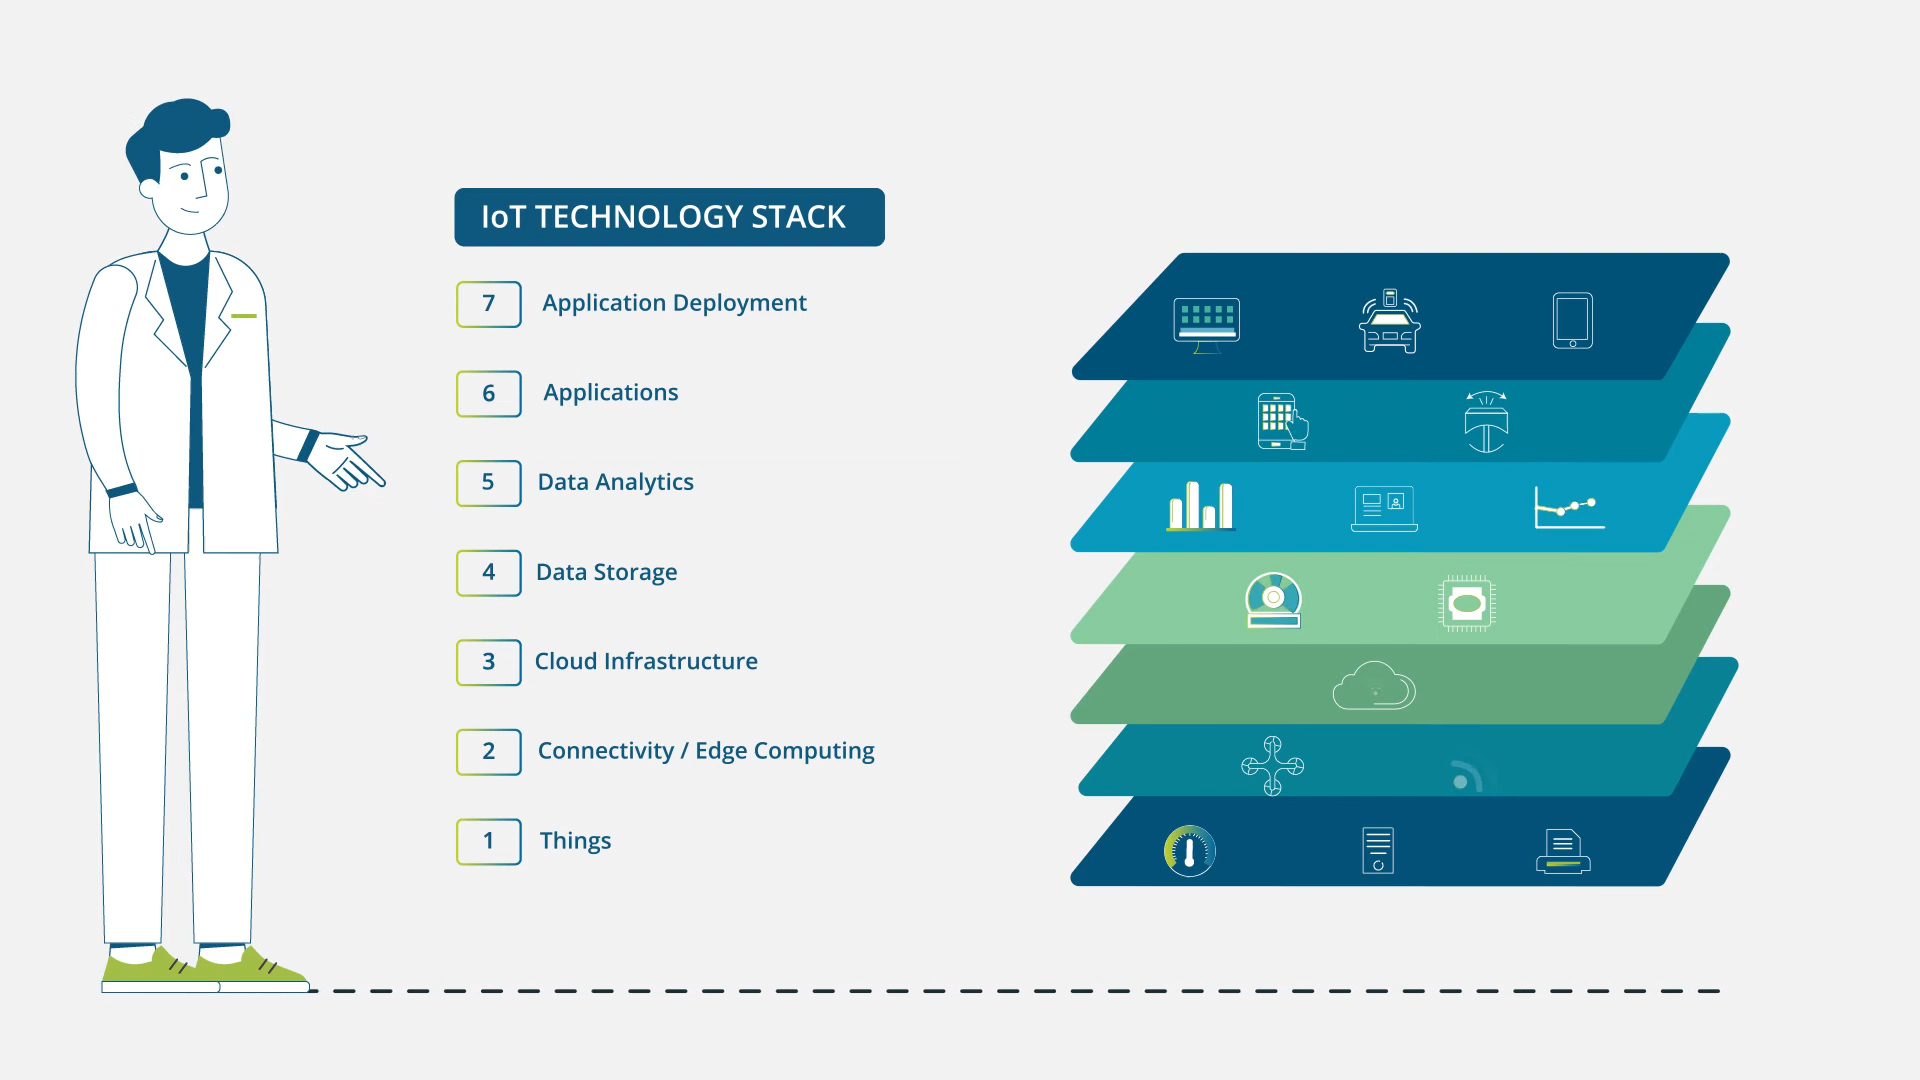 IoT TECHNOLOGY STACK
7 Application Deployment
6 Applications
5 Data Analytics
4 Data Storage
3 Cloud Infrastructure
2 Connectivity / Edge Computing
1 Things